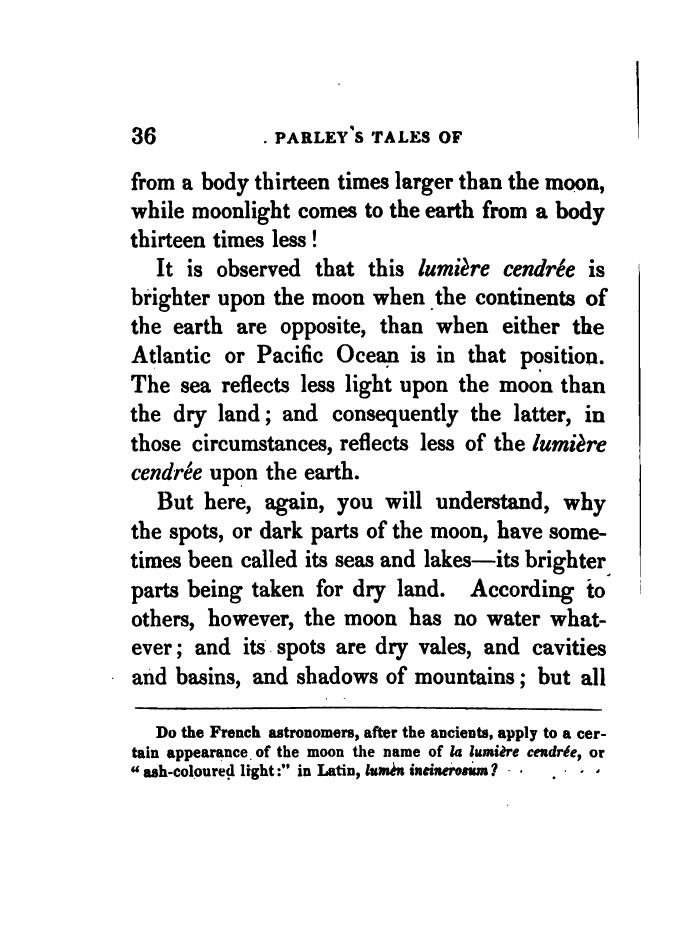 36 PARLEY'S TALES OF
from a body thirteen times larger than the moon,
while moonlight comes to the earth from a body
thirteen times less!
It is observed that this lumière cendrée is
brighter upon the moon when the continents of
the earth are opposite, than when either the
Atlantic or Pacific Ocean is in that position.
The sea reflects less light upon the moon than
the dry land; and consequently the latter, in
those circumstances, reflects less of the lumière
cendrée upon the earth.
But here, again, you will understand, why
the spots, or dark parts of the moon, have some-
times been called its seas and lakes—its brighter
parts being taken for dry land. According to
others, however, the moon has no water what-
ever; and its spots are dry vales, and cavities
and basins, and shadows of mountains; but all
Do the French astronomers, after the ancients, apply to a cer-
tain appearance of the moon the name of la lumière cendrée, or
"ash-coloured light:" in Latin, lumèn incinerosum?